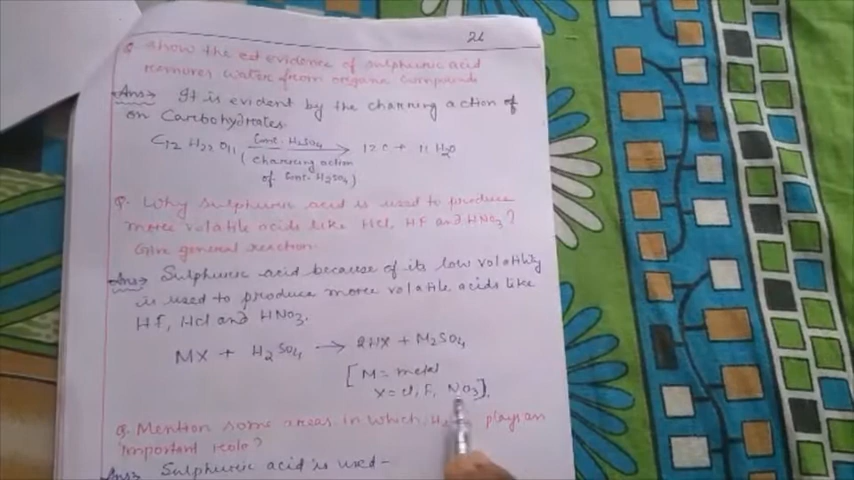 26
Q. Show the evidence of sulphuric acid
removes water from organic compounds
Ans→ It is evident by the charring action of
on Carbohydrates.
C12 H22 O11 Conc. H2SO4 → 12C + 11 H2O
(charring action
of Conc. H2SO4)
Q. Why sulphuric acid is used to produce
more volatile acids like HCl, HF and HNO3?
Give general reaction.
Ans→ Sulphuric acid because of its low volatility
is used to produce more volatile acids like
HF, HCl and HNO3.
MX + H2SO4 → 2HX + M2SO4
[M = metal
X = Cl, F, NO3].
Q. Mention some areas in which plays an
important role?
Ans→ Sulphuric acid is used -